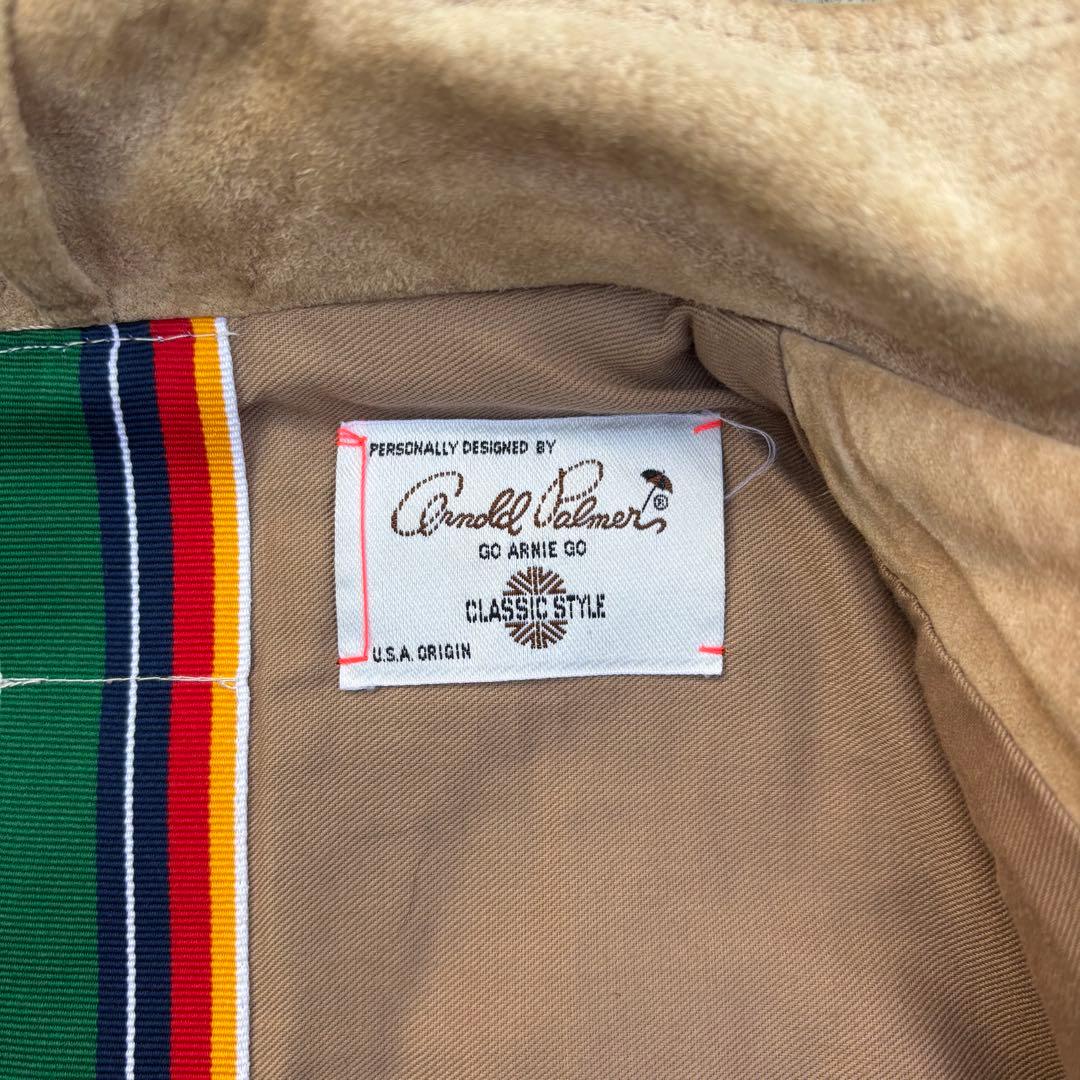 PERSONALLY DESIGNED BY
Arnold Palmer ®
GO ARNIE GO
CLASSIC STYLE
U.S.A. ORIGIN